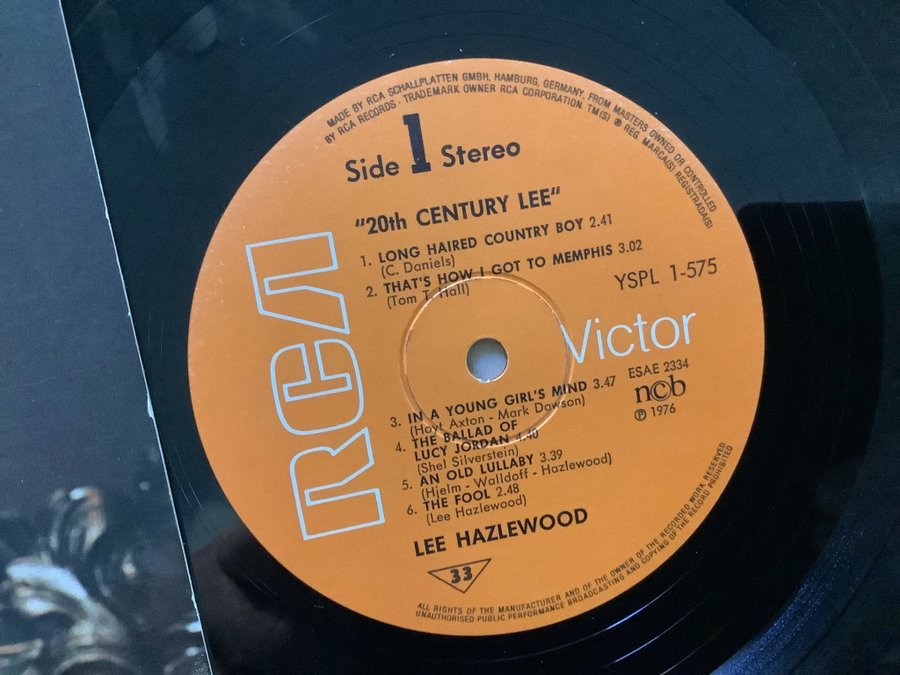 MADE BY RCA SCHALLPLATTEN GMBH, HAMBURG, GERMANY, FROM MASTERS OWNED OR CONTROLLED
BY RCA RECORDS · TRADEMARK OWNER RCA CORPORATION TM(S) ® REG. MARCA(S) REGISTRADA(S)
Side 1 Stereo
"20th CENTURY LEE"
1. LONG HAIRED COUNTRY BOY 2.41
(C. Daniels)
2. THAT'S HOW I GOT TO MEMPHIS 3.02
(Tom T. Hall)
YSPL 1-575
RCA
Victor
ESAE 2334
ncb
℗ 1976
3. IN A YOUNG GIRL'S MIND 3.47
(Hoyt Axton - Mark Dawson)
4. THE BALLAD OF
LUCY JORDAN 4.40
(Shel Silverstein)
5. AN OLD LULLABY 3.39
(Hjelm - Walldoff - Hazlewood)
6. THE FOOL 2.48
(Lee Hazlewood)
LEE HAZLEWOOD
33
ALL RIGHTS OF THE MANUFACTURER AND OF THE OWNER OF THE RECORDED WORK RESERVED
UNAUTHORISED PUBLIC PERFORMANCE BROADCASTING AND COPYING OF THE RECORD PROHIBITED